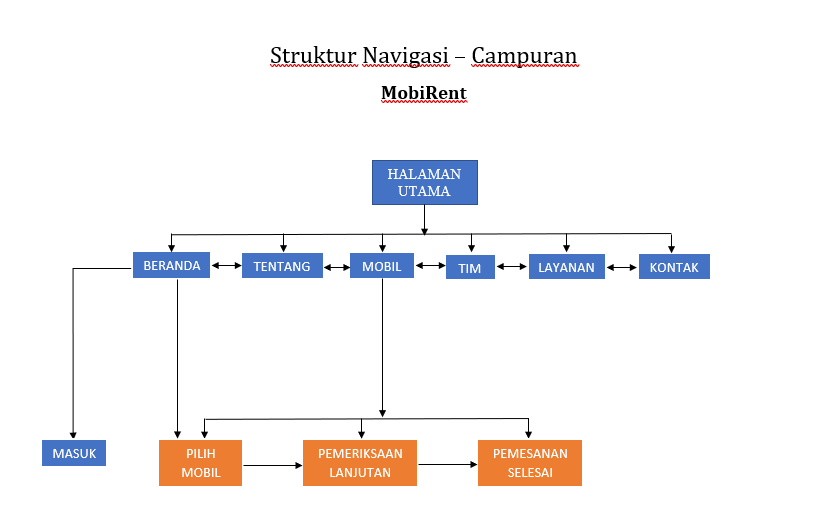 Struktur Navigasi – Campuran
MobiRent
HALAMAN
UTAMA
BERANDA
TENTANG
MOBIL
TIM
LAYANAN
KONTAK
MASUK
PILIH
MOBIL
PEMERIKSAAN
LANJUTAN
PEMESANAN
SELESAI